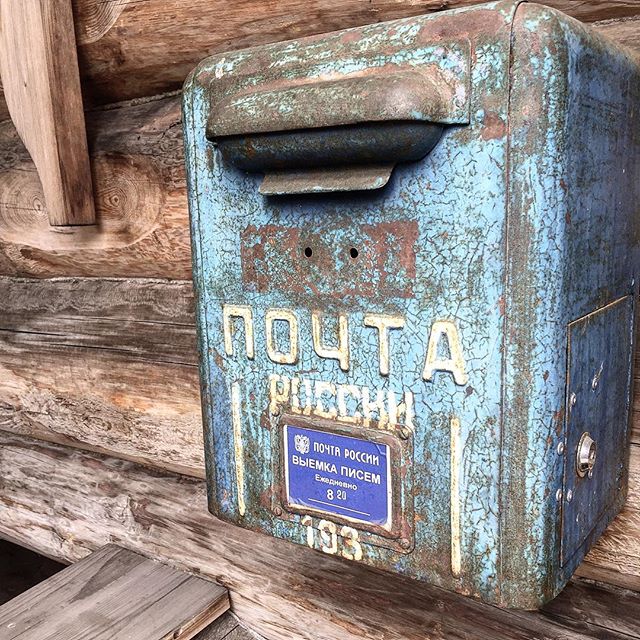 ПОЧТА
РОССИИ
ПОЧТА РОССИИ
ВЫЕМКА ПИСЕМ
Ежедневно
8 20
193